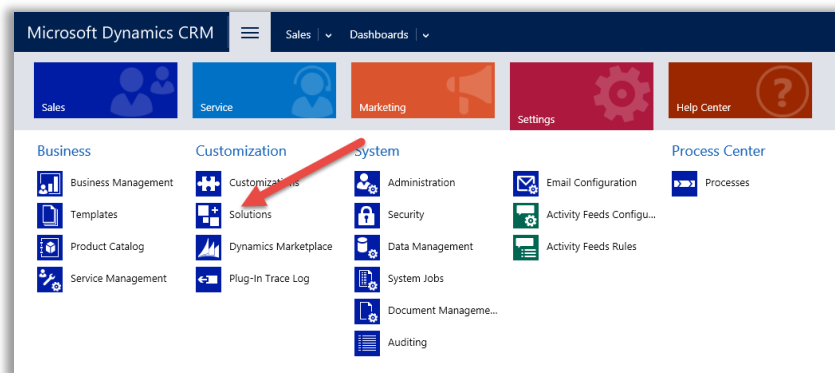 Microsoft Dynamics CRM Sales Dashboards
Sales Service Marketing Settings Help Center
Business Customization System Process Center
Business Management Customizations Administration Email Configuration Processes
Templates Solutions Security Activity Feeds Configu...
Product Catalog Dynamics Marketplace Data Management Activity Feeds Rules
Service Management Plug-In Trace Log System Jobs
Document Manageme...
Auditing